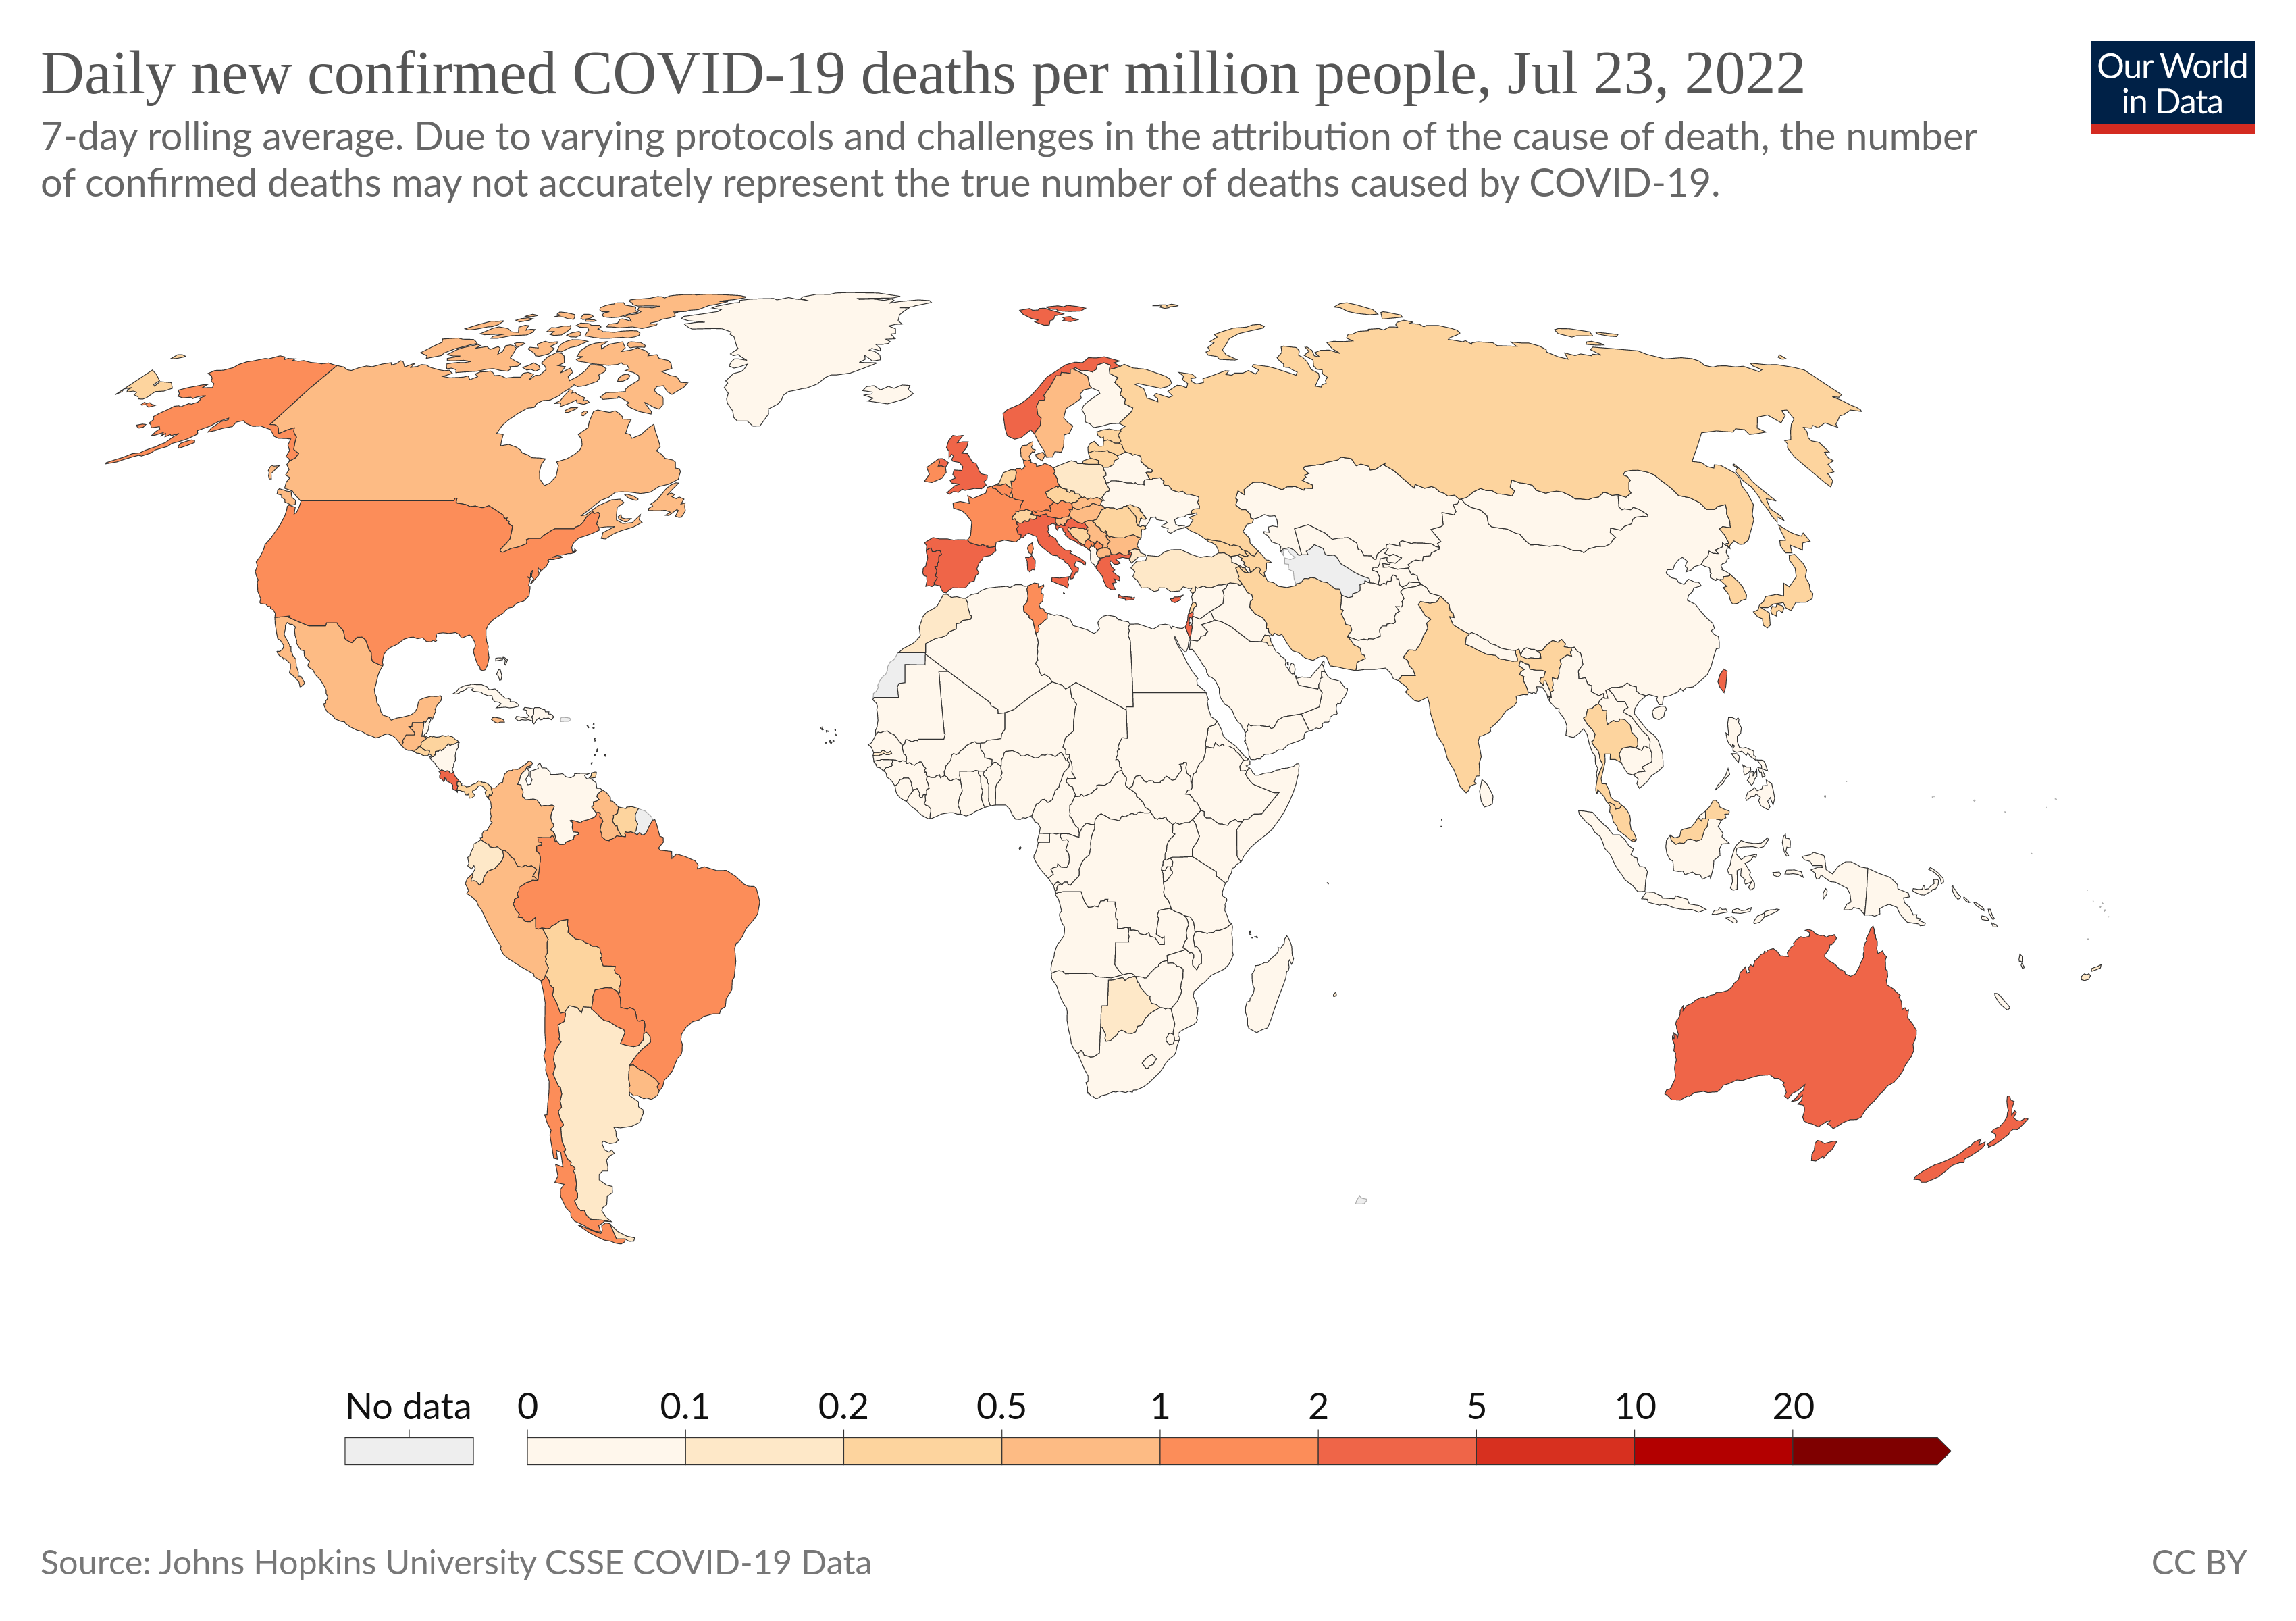 Daily new confirmed COVID-19 deaths per million people, Jul 23, 2022
Our World
in Data
7-day rolling average. Due to varying protocols and challenges in the attribution of the cause of death, the number
of confirmed deaths may not accurately represent the true number of deaths caused by COVID-19.
No data 0 0.1 0.2 0.5 1 2 5 10 20
Source: Johns Hopkins University CSSE COVID-19 Data
CC BY